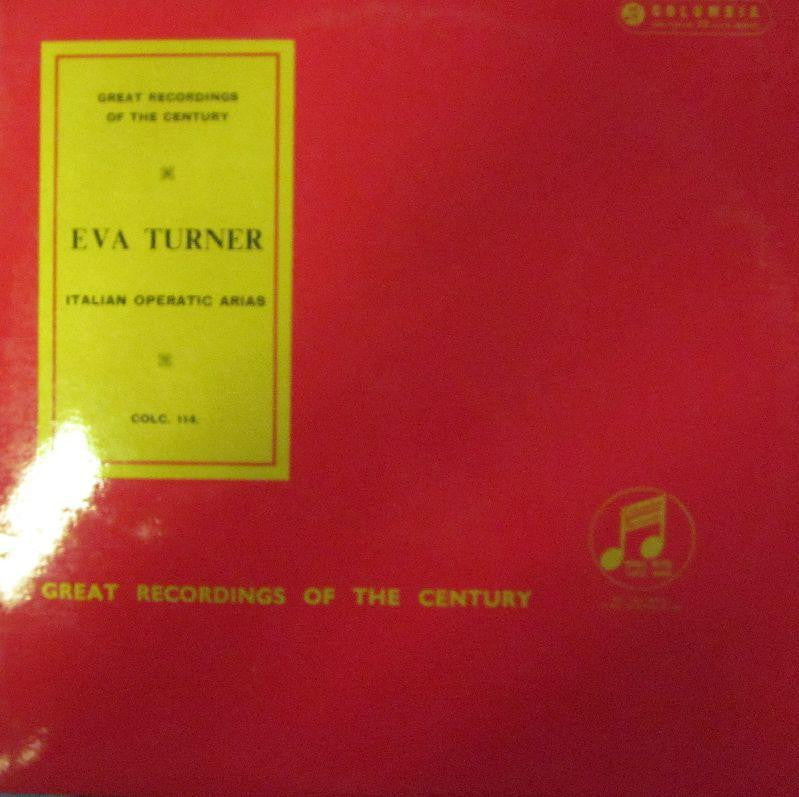 COLUMBIA
GREAT RECORDINGS
OF THE CENTURY
EVA TURNER
ITALIAN OPERATIC ARIAS
COLC. 114.
GREAT RECORDINGS OF THE CENTURY